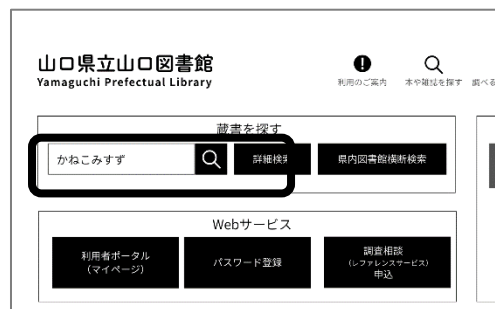 山口県立山口図書館
Yamaguchi Prefectual Library
利用のご案内
本や雑誌を探す
調べる
蔵書を探す
かねこみすず
詳細検索
県内図書館横断検索
Webサービス
利用者ポータル
(マイページ)
パスワード登録
調査相談
(レファレンスサービス)
申込